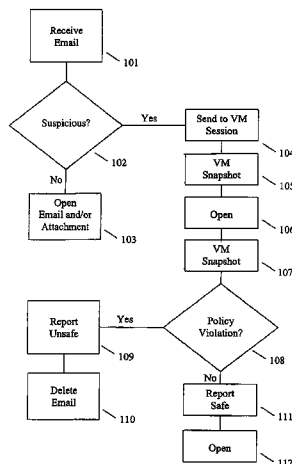 Receive
Email
101
Suspicious?
102
Yes
No
Open
Email and/or
Attachment
103
Send to VM
Session
104
VM
Snapshot
105
Open
106
VM
Snapshot
107
Policy
Violation?
108
Yes
No
Report
Unsafe
109
Delete
Email
110
Report
Safe
111
Open
112